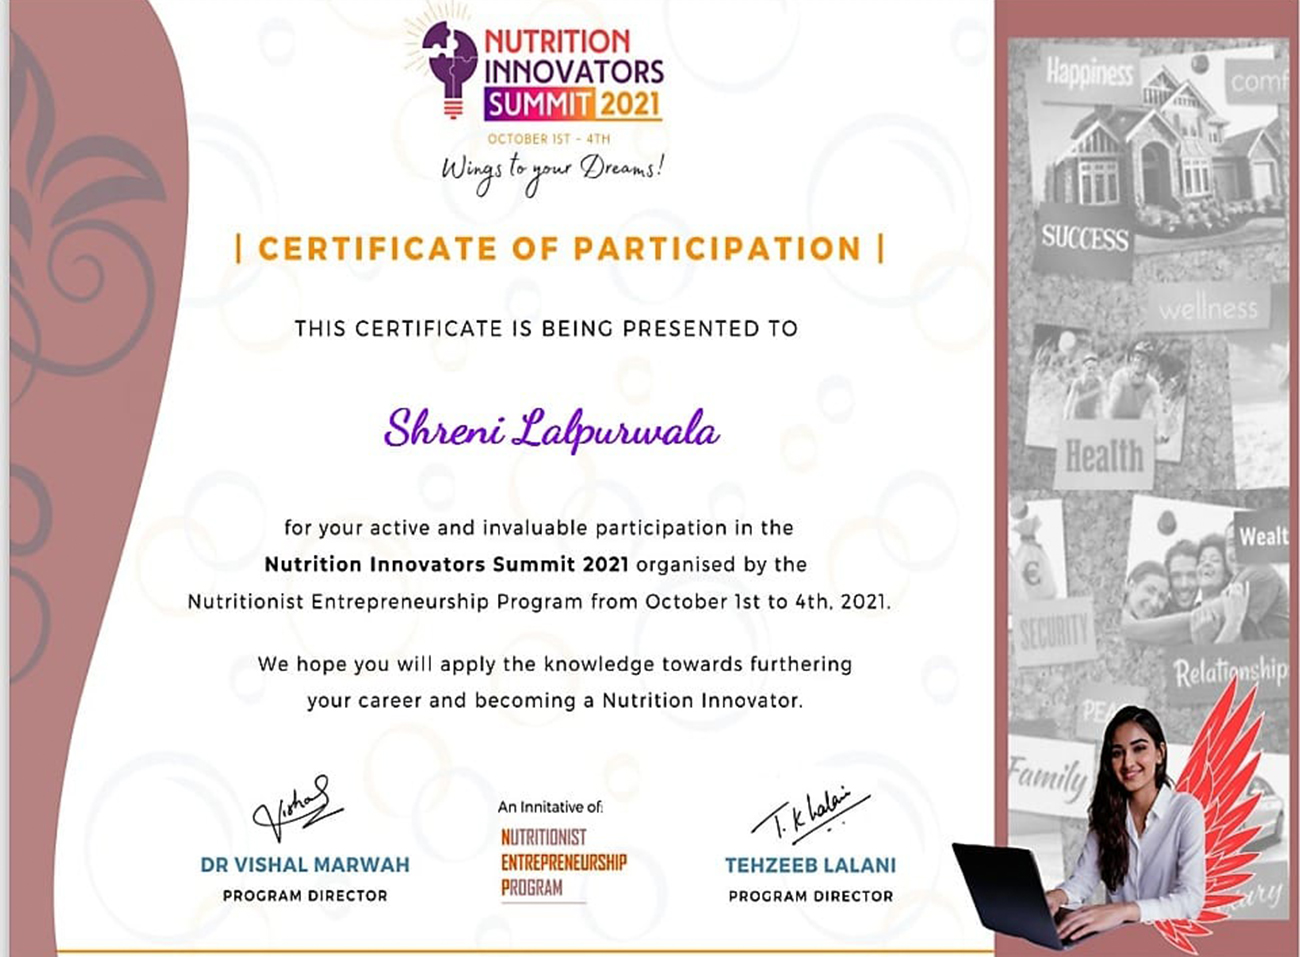 NUTRITION
INNOVATORS
SUMMIT 2021
OCTOBER 1ST - 4TH
Wings to your Dreams!
| CERTIFICATE OF PARTICIPATION |
THIS CERTIFICATE IS BEING PRESENTED TO
Shreni Lalpurwala
for your active and invaluable participation in the
Nutrition Innovators Summit 2021 organised by the
Nutritionist Entrepreneurship Program from October 1st to 4th, 2021.
We hope you will apply the knowledge towards furthering
your career and becoming a Nutrition Innovator.
Vishal
DR VISHAL MARWAH
PROGRAM DIRECTOR
An Innitative of:
NUTRITIONIST
ENTREPRENEURSHIP
PROGRAM
T. K Lalani
TEHZEEB LALANI
PROGRAM DIRECTOR
Happiness
comf
SUCCESS
wellness
Health
Wealt
€
SECURITY
Relationship
PEA
Family